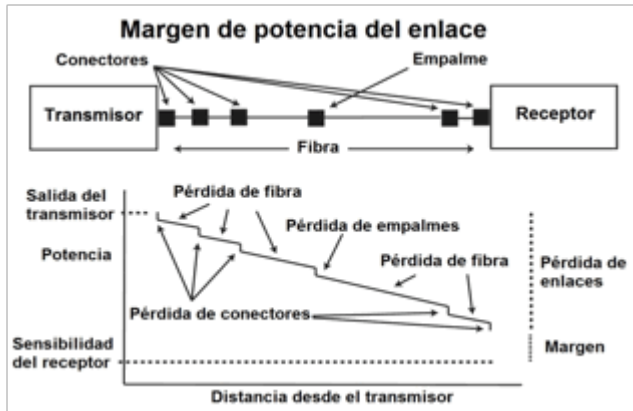 Margen de potencia del enlace
Conectores
Empalme
Transmisor
Receptor
Fibra
Salida del
transmisor
Pérdida de fibra
Pérdida de empalmes
Potencia
Pérdida de fibra
Pérdida de
enlaces
Pérdida de conectores
Sensibilidad
del receptor
Margen
Distancia desde el transmisor